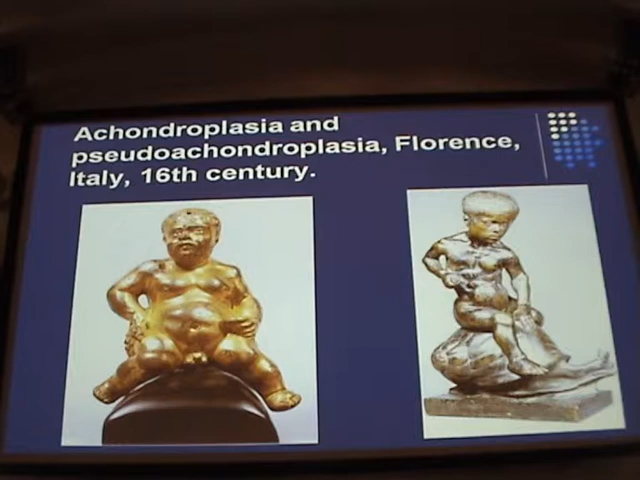 Achondroplasia and
pseudoachondroplasia, Florence,
Italy, 16th century.